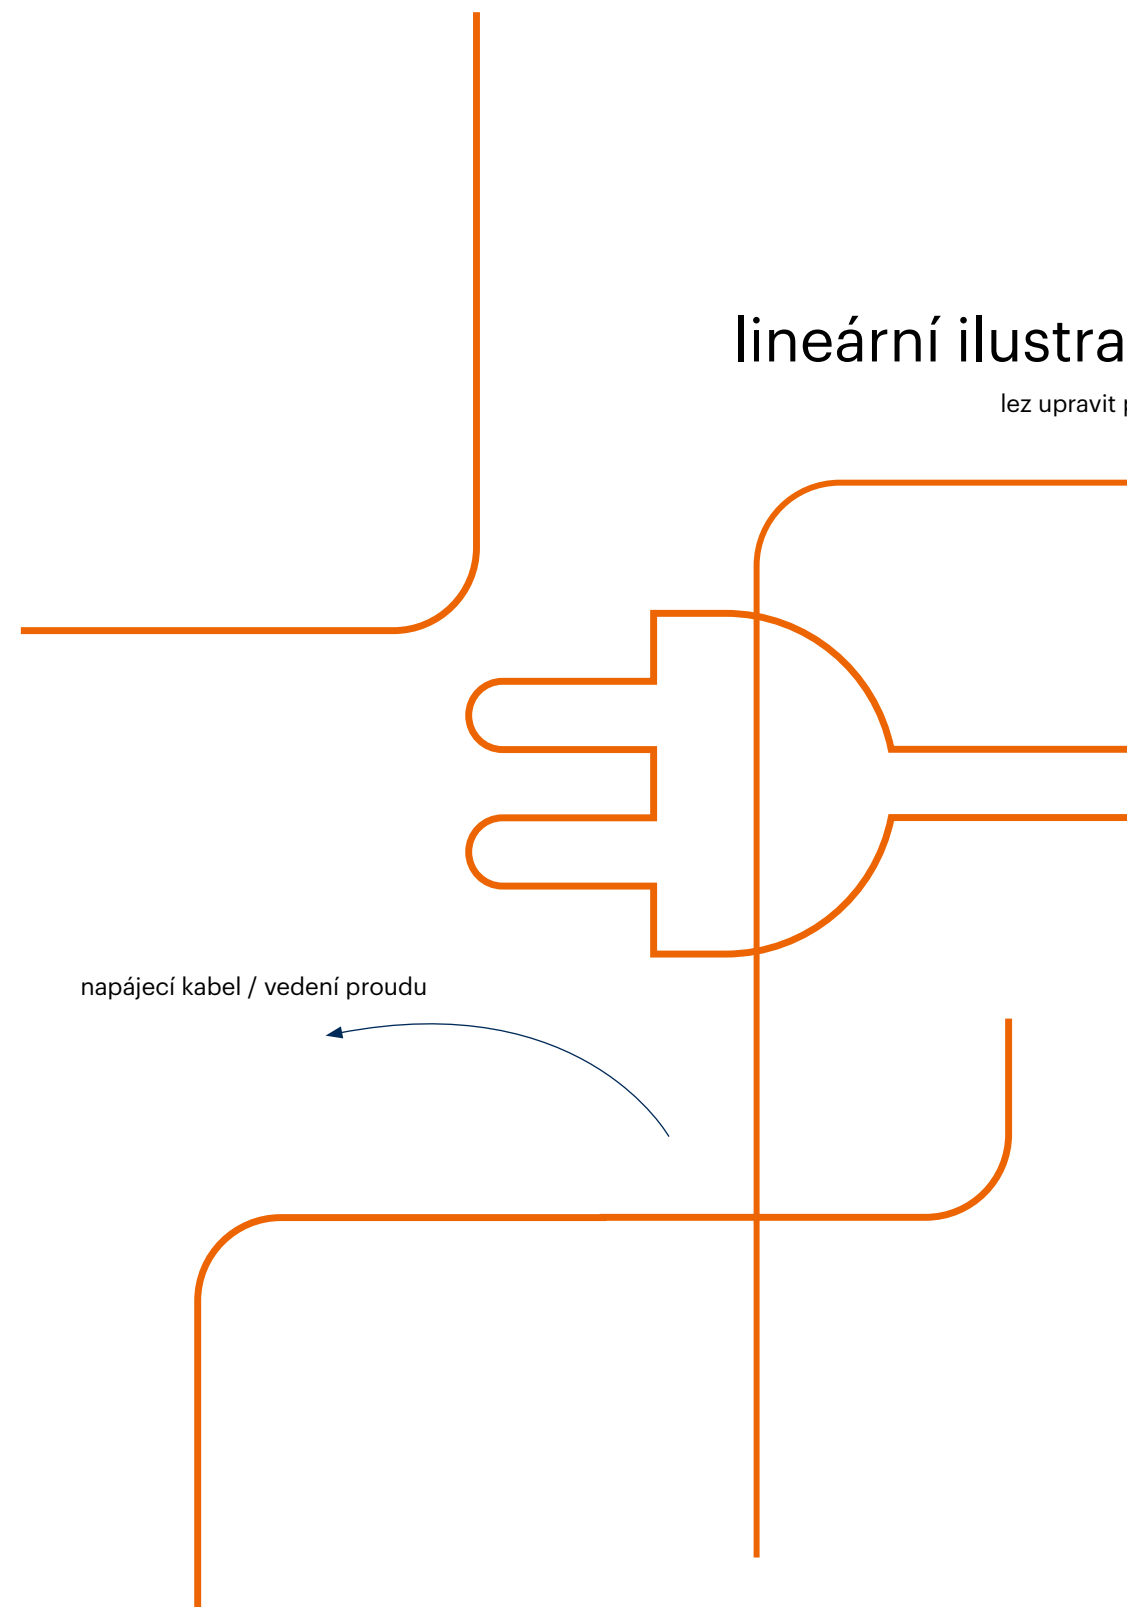 lineární ilustra
lez upravit
napájecí kabel / vedení proudu